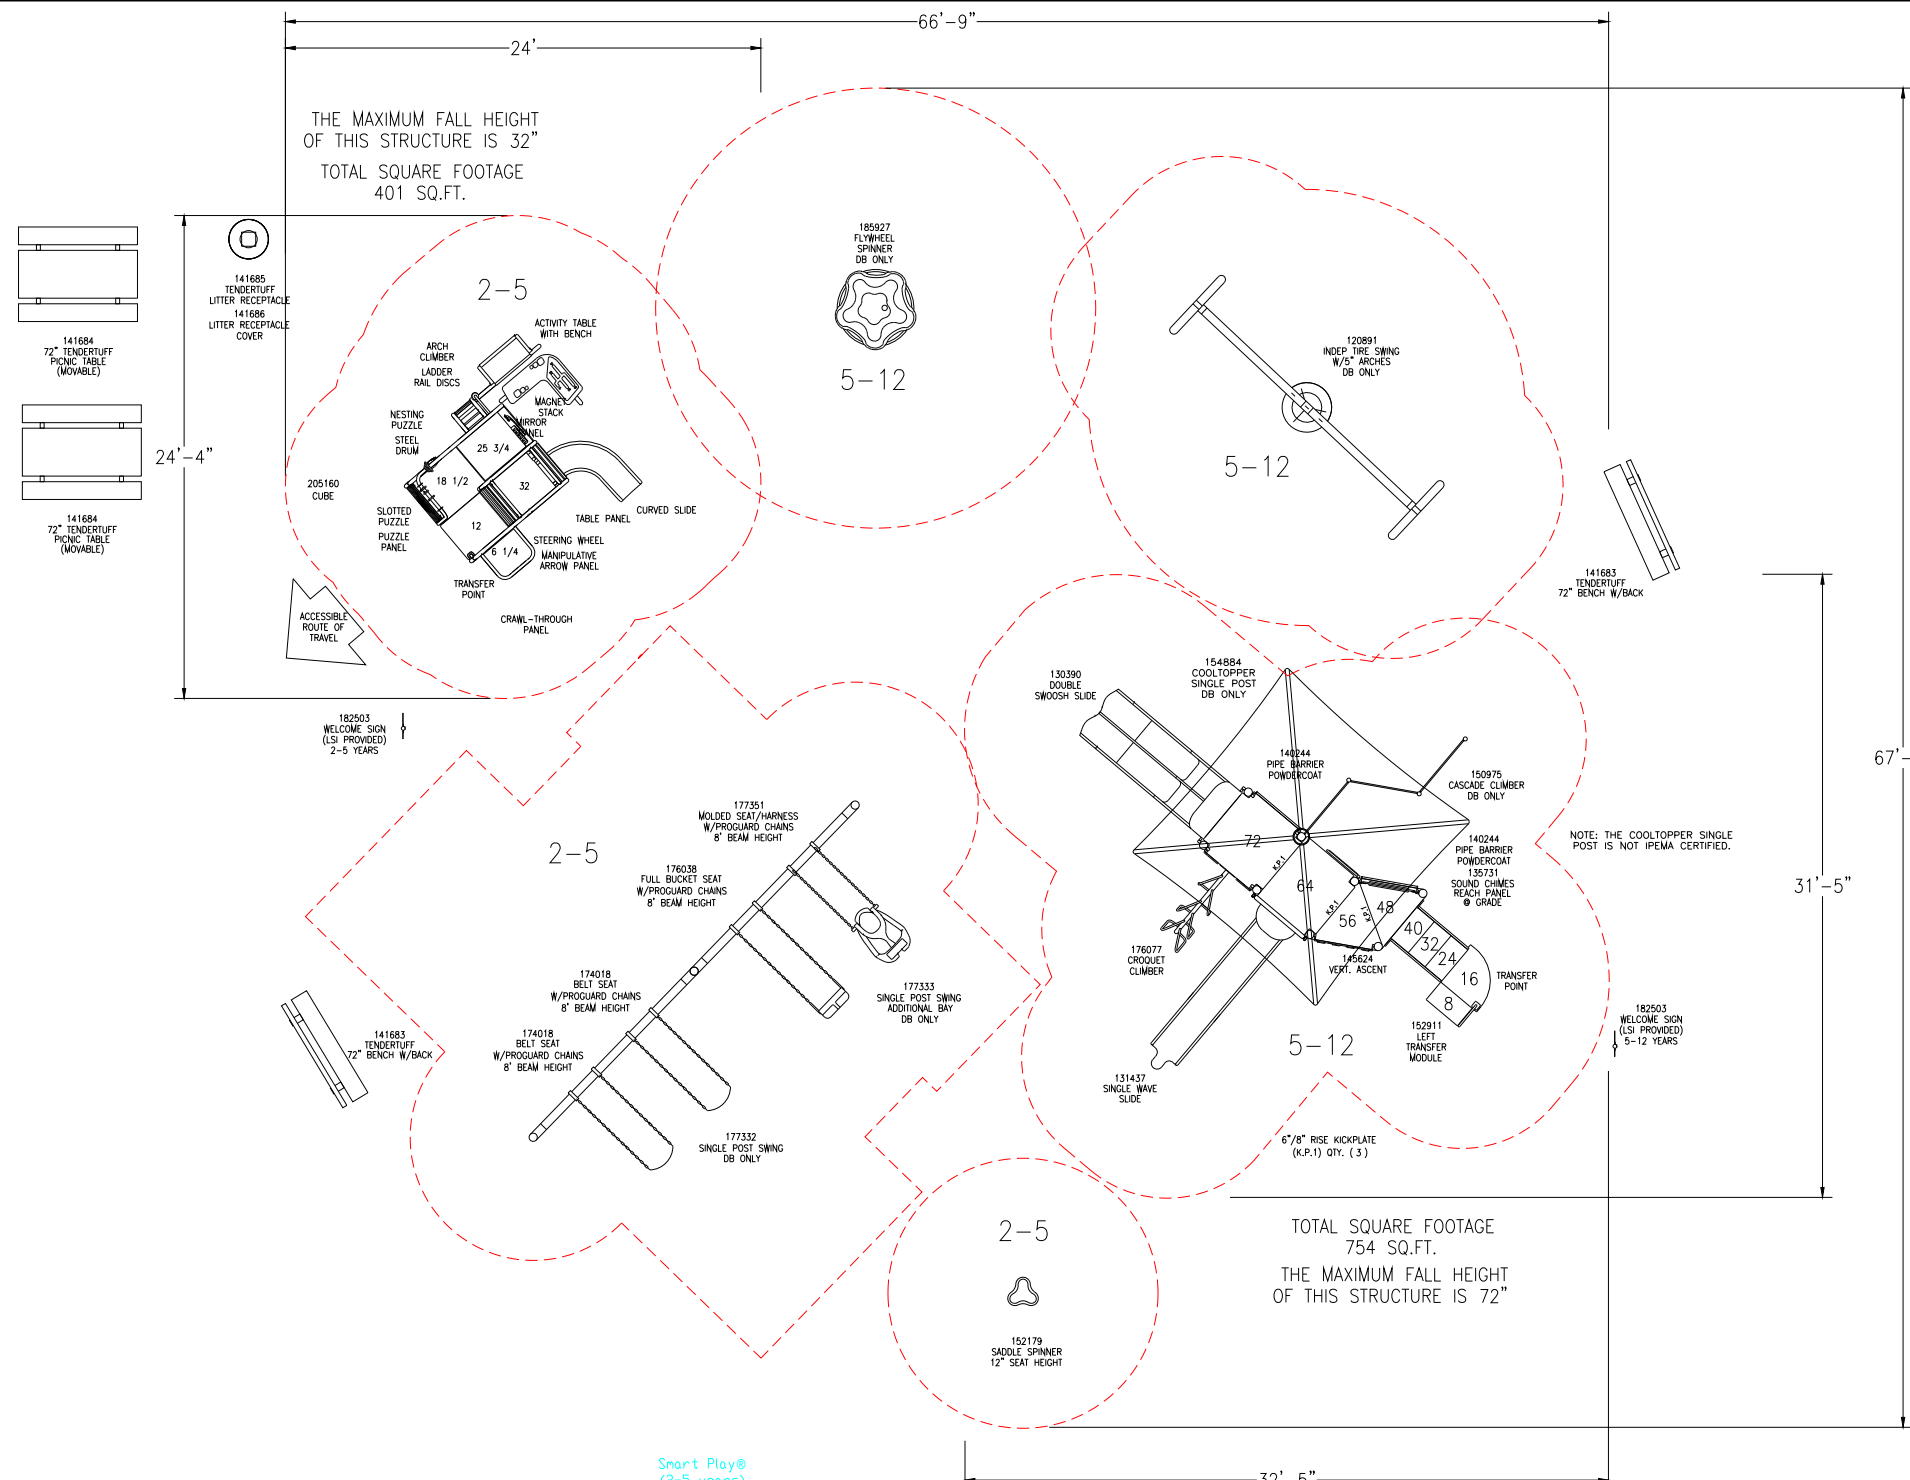 66'-9"
24'
THE MAXIMUM FALL HEIGHT
OF THIS STRUCTURE IS 32"
TOTAL SQUARE FOOTAGE
401 SQ.FT.
141685
TENDERTUFF
LITTER RECEPTACLE
141686
LITTER RECEPTACLE
COVER
141684
72" TENDERTUFF
PICNIC TABLE
(MOVABLE)
141684
72" TENDERTUFF
PICNIC TABLE
(MOVABLE)
24'-4"
2-5
ACTIVITY TABLE
WITH BENCH
ARCH
CLIMBER
LADDER
RAIL DISCS
MAGNET
STACK
MIRROR
PANEL
NESTING
PUZZLE
STEEL
DRUM
25 3/4
18 1/2
32
12
6 1/4
205160
CUBE
SLOTTED
PUZZLE
PUZZLE
PANEL
CURVED SLIDE
TABLE PANEL
STEERING WHEEL
MANIPULATIVE
ARROW PANEL
TRANSFER
POINT
CRAWL-THROUGH
PANEL
ACCESSIBLE
ROUTE OF
TRAVEL
182503
WELCOME SIGN
(LSI PROVIDED)
2-5 YEARS
185927
FLYWHEEL
SPINNER
DB ONLY
5-12
120891
INDEP TIRE SWING
W/5" ARCHES
DB ONLY
5-12
141683
TENDERTUFF
72" BENCH W/BACK
67'-
31'-5"
130390
DOUBLE
SWOOSH SLIDE
154884
COOLTOPPER
SINGLE POST
DB ONLY
140244
PIPE BARRIER
POWDERCOAT
150975
CASCADE CLIMBER
DB ONLY
NOTE: THE COOLTOPPER SINGLE
POST IS NOT IPEMA CERTIFIED.
140244
PIPE BARRIER
POWDERCOAT
135731
SOUND CHIMES
REACH PANEL
@ GRADE
72
K.P.1
64
K.P.1
56
K.P.1
48
40
32
24
16
8
TRANSFER
POINT
176077
CROQUET
CLIMBER
145624
VERT. ASCENT
152911
LEFT
TRANSFER
MODULE
5-12
131437
SINGLE WAVE
SLIDE
182503
WELCOME SIGN
(LSI PROVIDED)
5-12 YEARS
6"/8" RISE KICKPLATE
(K.P.1) QTY. ( 3 )
TOTAL SQUARE FOOTAGE
754 SQ.FT.
THE MAXIMUM FALL HEIGHT
OF THIS STRUCTURE IS 72"
2-5
177351
MOLDED SEAT/HARNESS
W/PROGUARD CHAINS
8' BEAM HEIGHT
176038
FULL BUCKET SEAT
W/PROGUARD CHAINS
8' BEAM HEIGHT
174018
BELT SEAT
W/PROGUARD CHAINS
8' BEAM HEIGHT
174018
BELT SEAT
W/PROGUARD CHAINS
8' BEAM HEIGHT
177333
SINGLE POST SWING
ADDITIONAL BAY
DB ONLY
177332
SINGLE POST SWING
DB ONLY
141683
TENDERTUFF
72" BENCH W/BACK
2-5
152179
SADDLE SPINNER
12" SEAT HEIGHT
Smart Play®
(2-5 years)
32'-5"